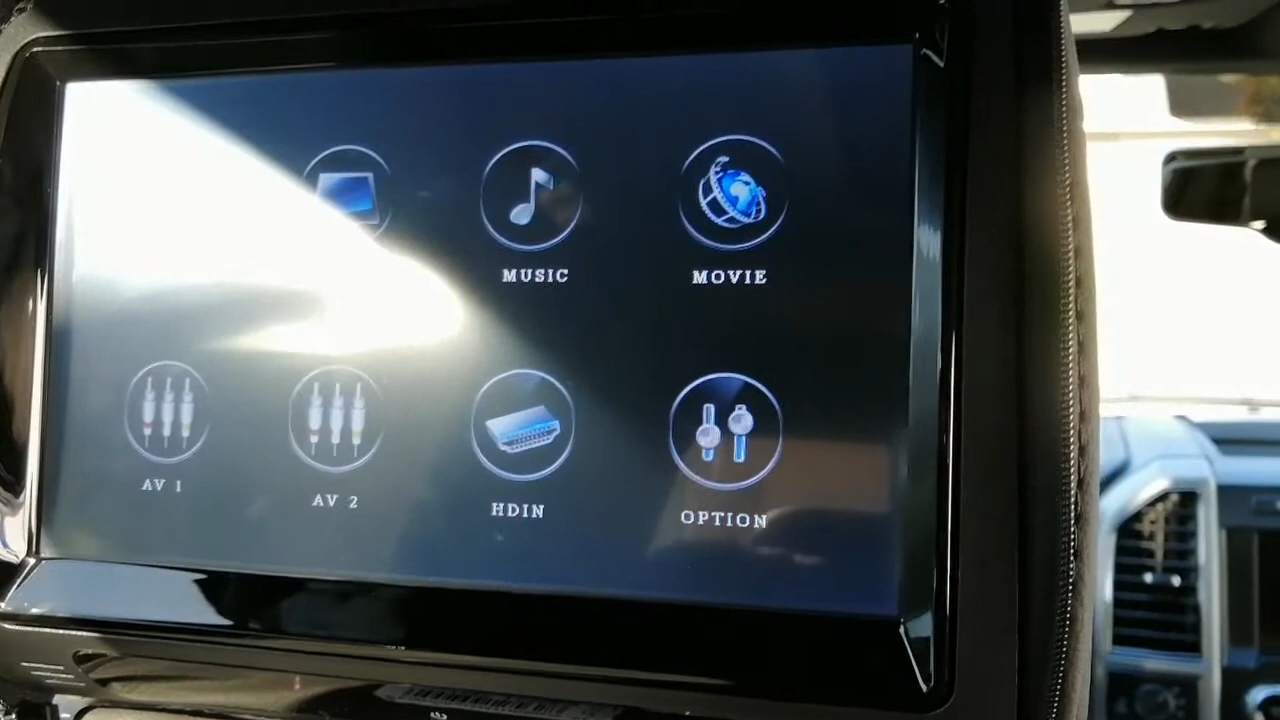 MUSIC
MOVIE
AV 1
AV 2
HDIN
OPTION